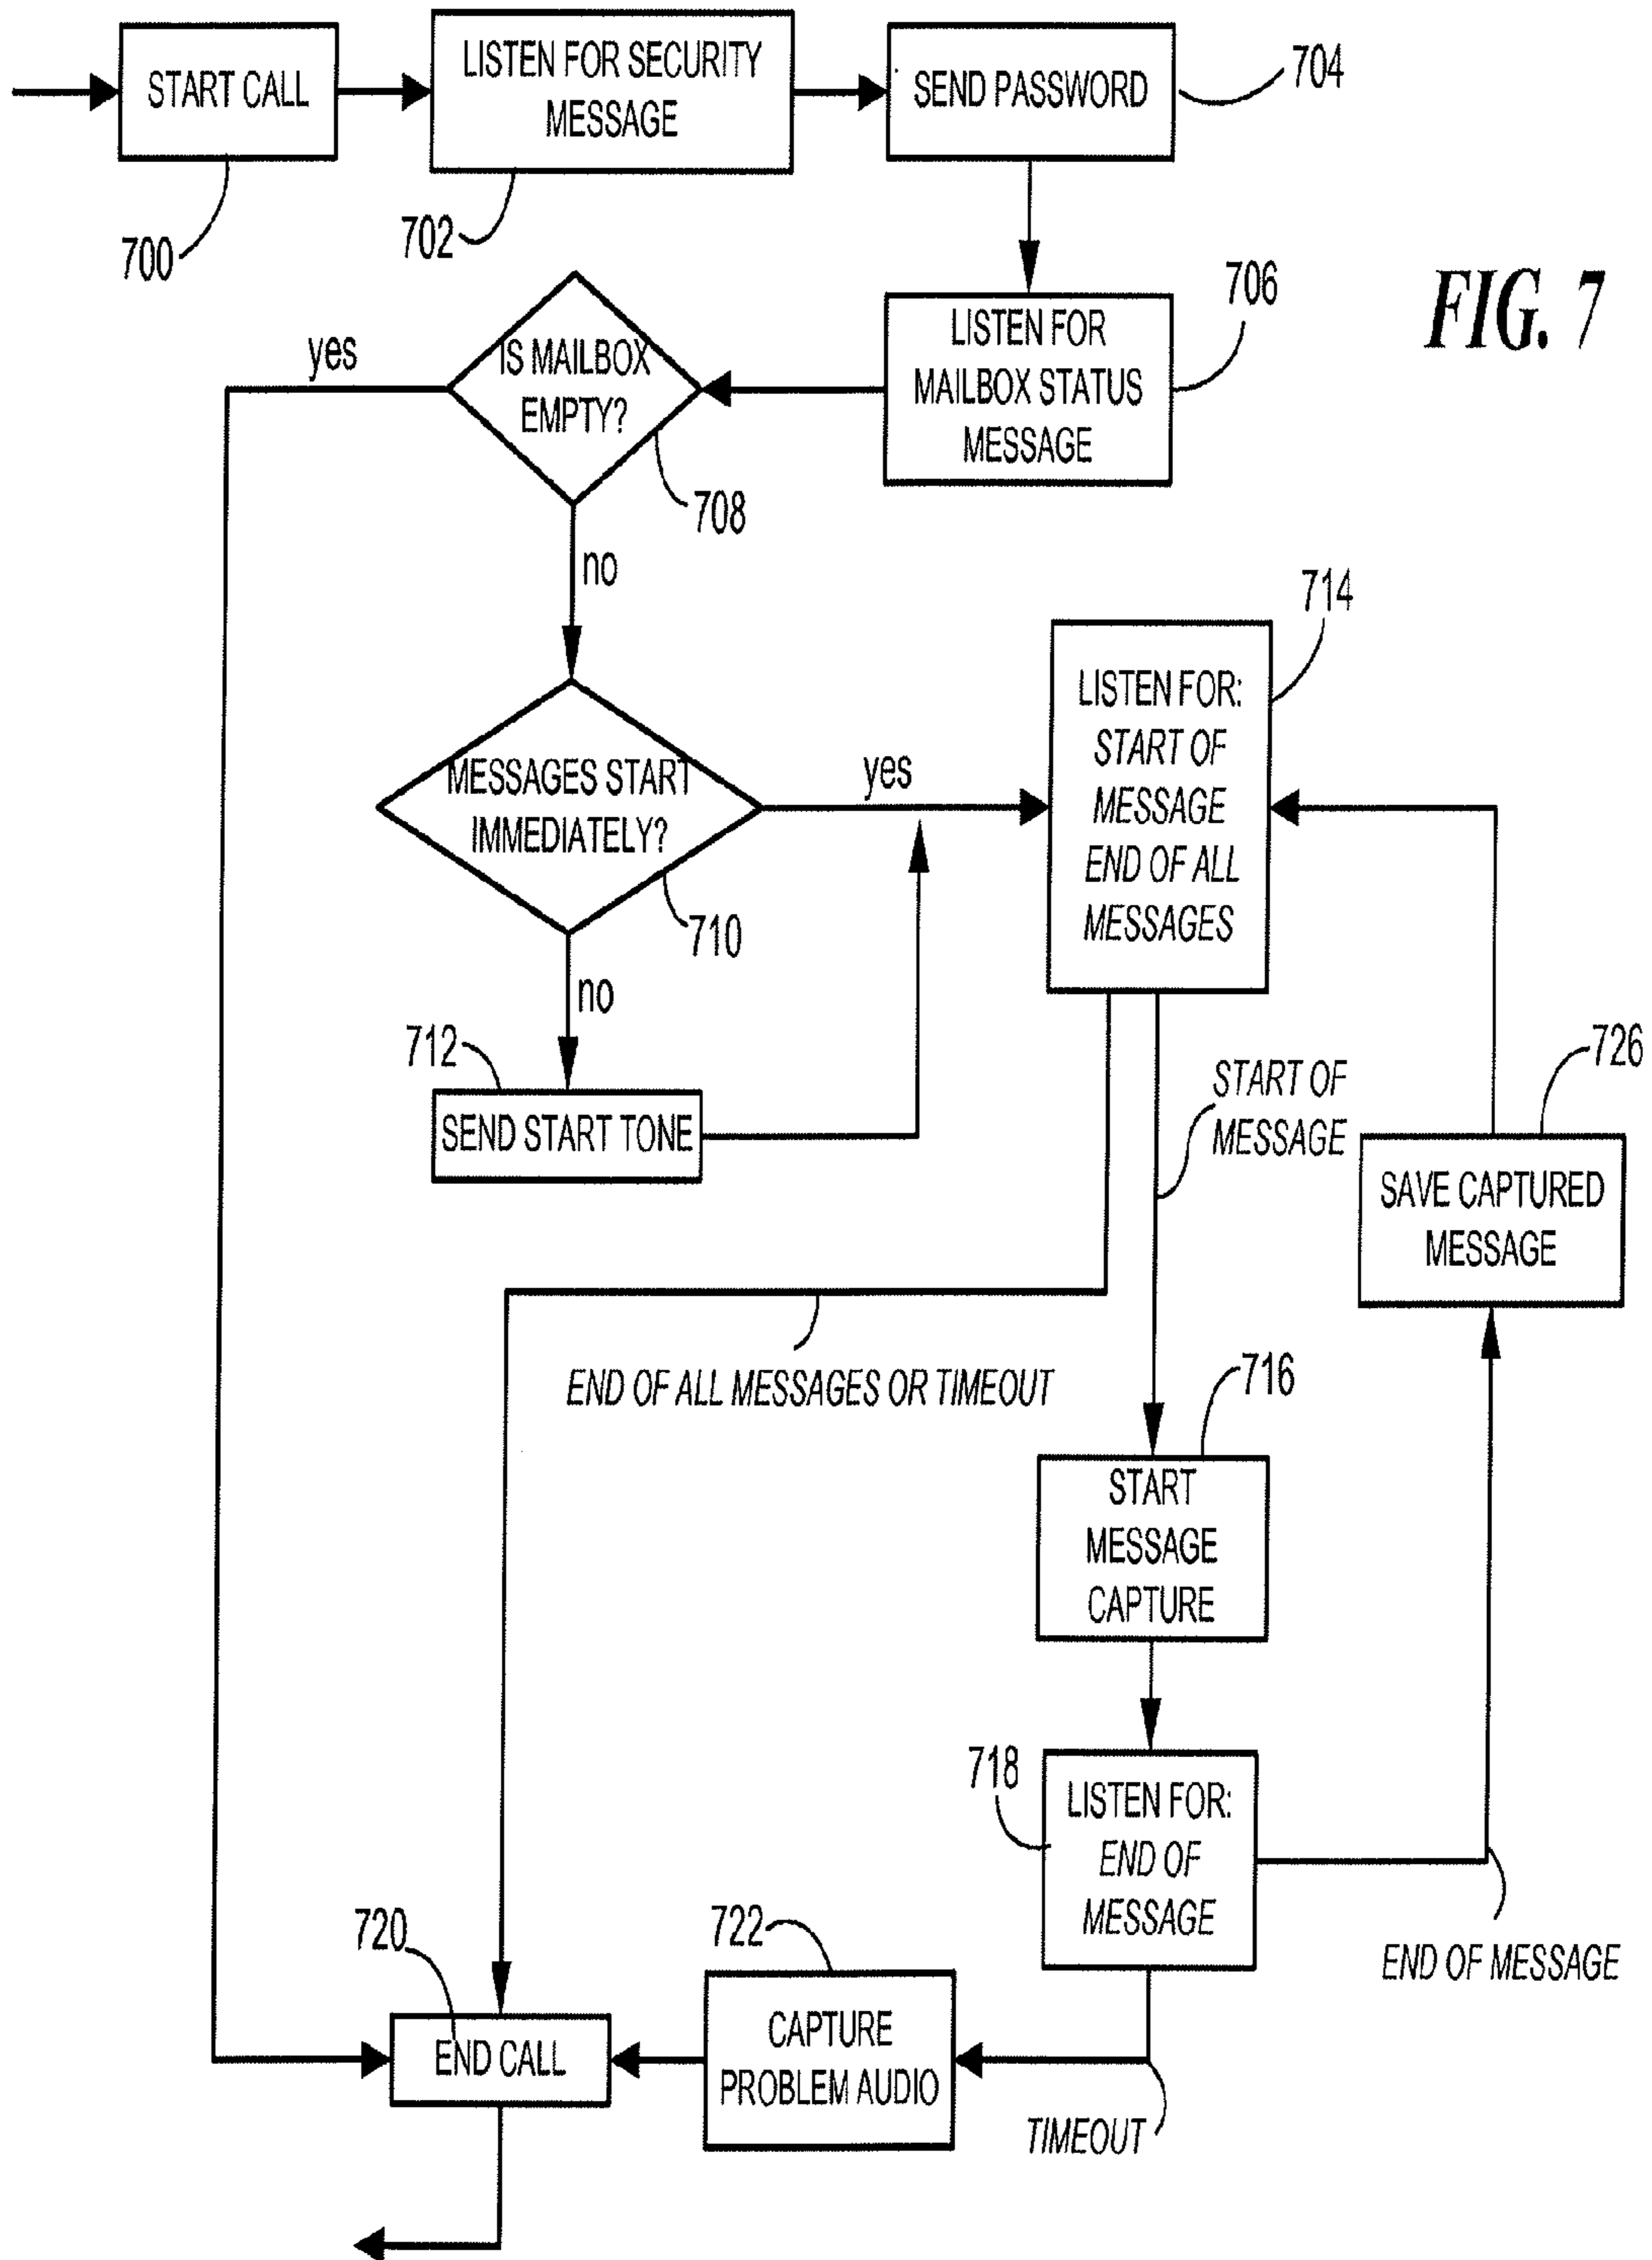 START CALL
LISTEN FOR SECURITY
MESSAGE
SEND PASSWORD
704
700
702
706
FIG. 7
LISTEN FOR
MAILBOX STATUS
MESSAGE
yes
IS MAILBOX
EMPTY?
708
no
714
MESSAGES START
IMMEDIATELY?
yes
710
LISTEN FOR:
START OF
MESSAGE
END OF ALL
MESSAGES
no
712
SEND START TONE
START OF
MESSAGE
726
SAVE CAPTURED
MESSAGE
END OF ALL MESSAGES OR TIMEOUT
716
START
MESSAGE
CAPTURE
718
LISTEN FOR:
END OF
MESSAGE
END OF MESSAGE
720
END CALL
722
CAPTURE
PROBLEM AUDIO
TIMEOUT